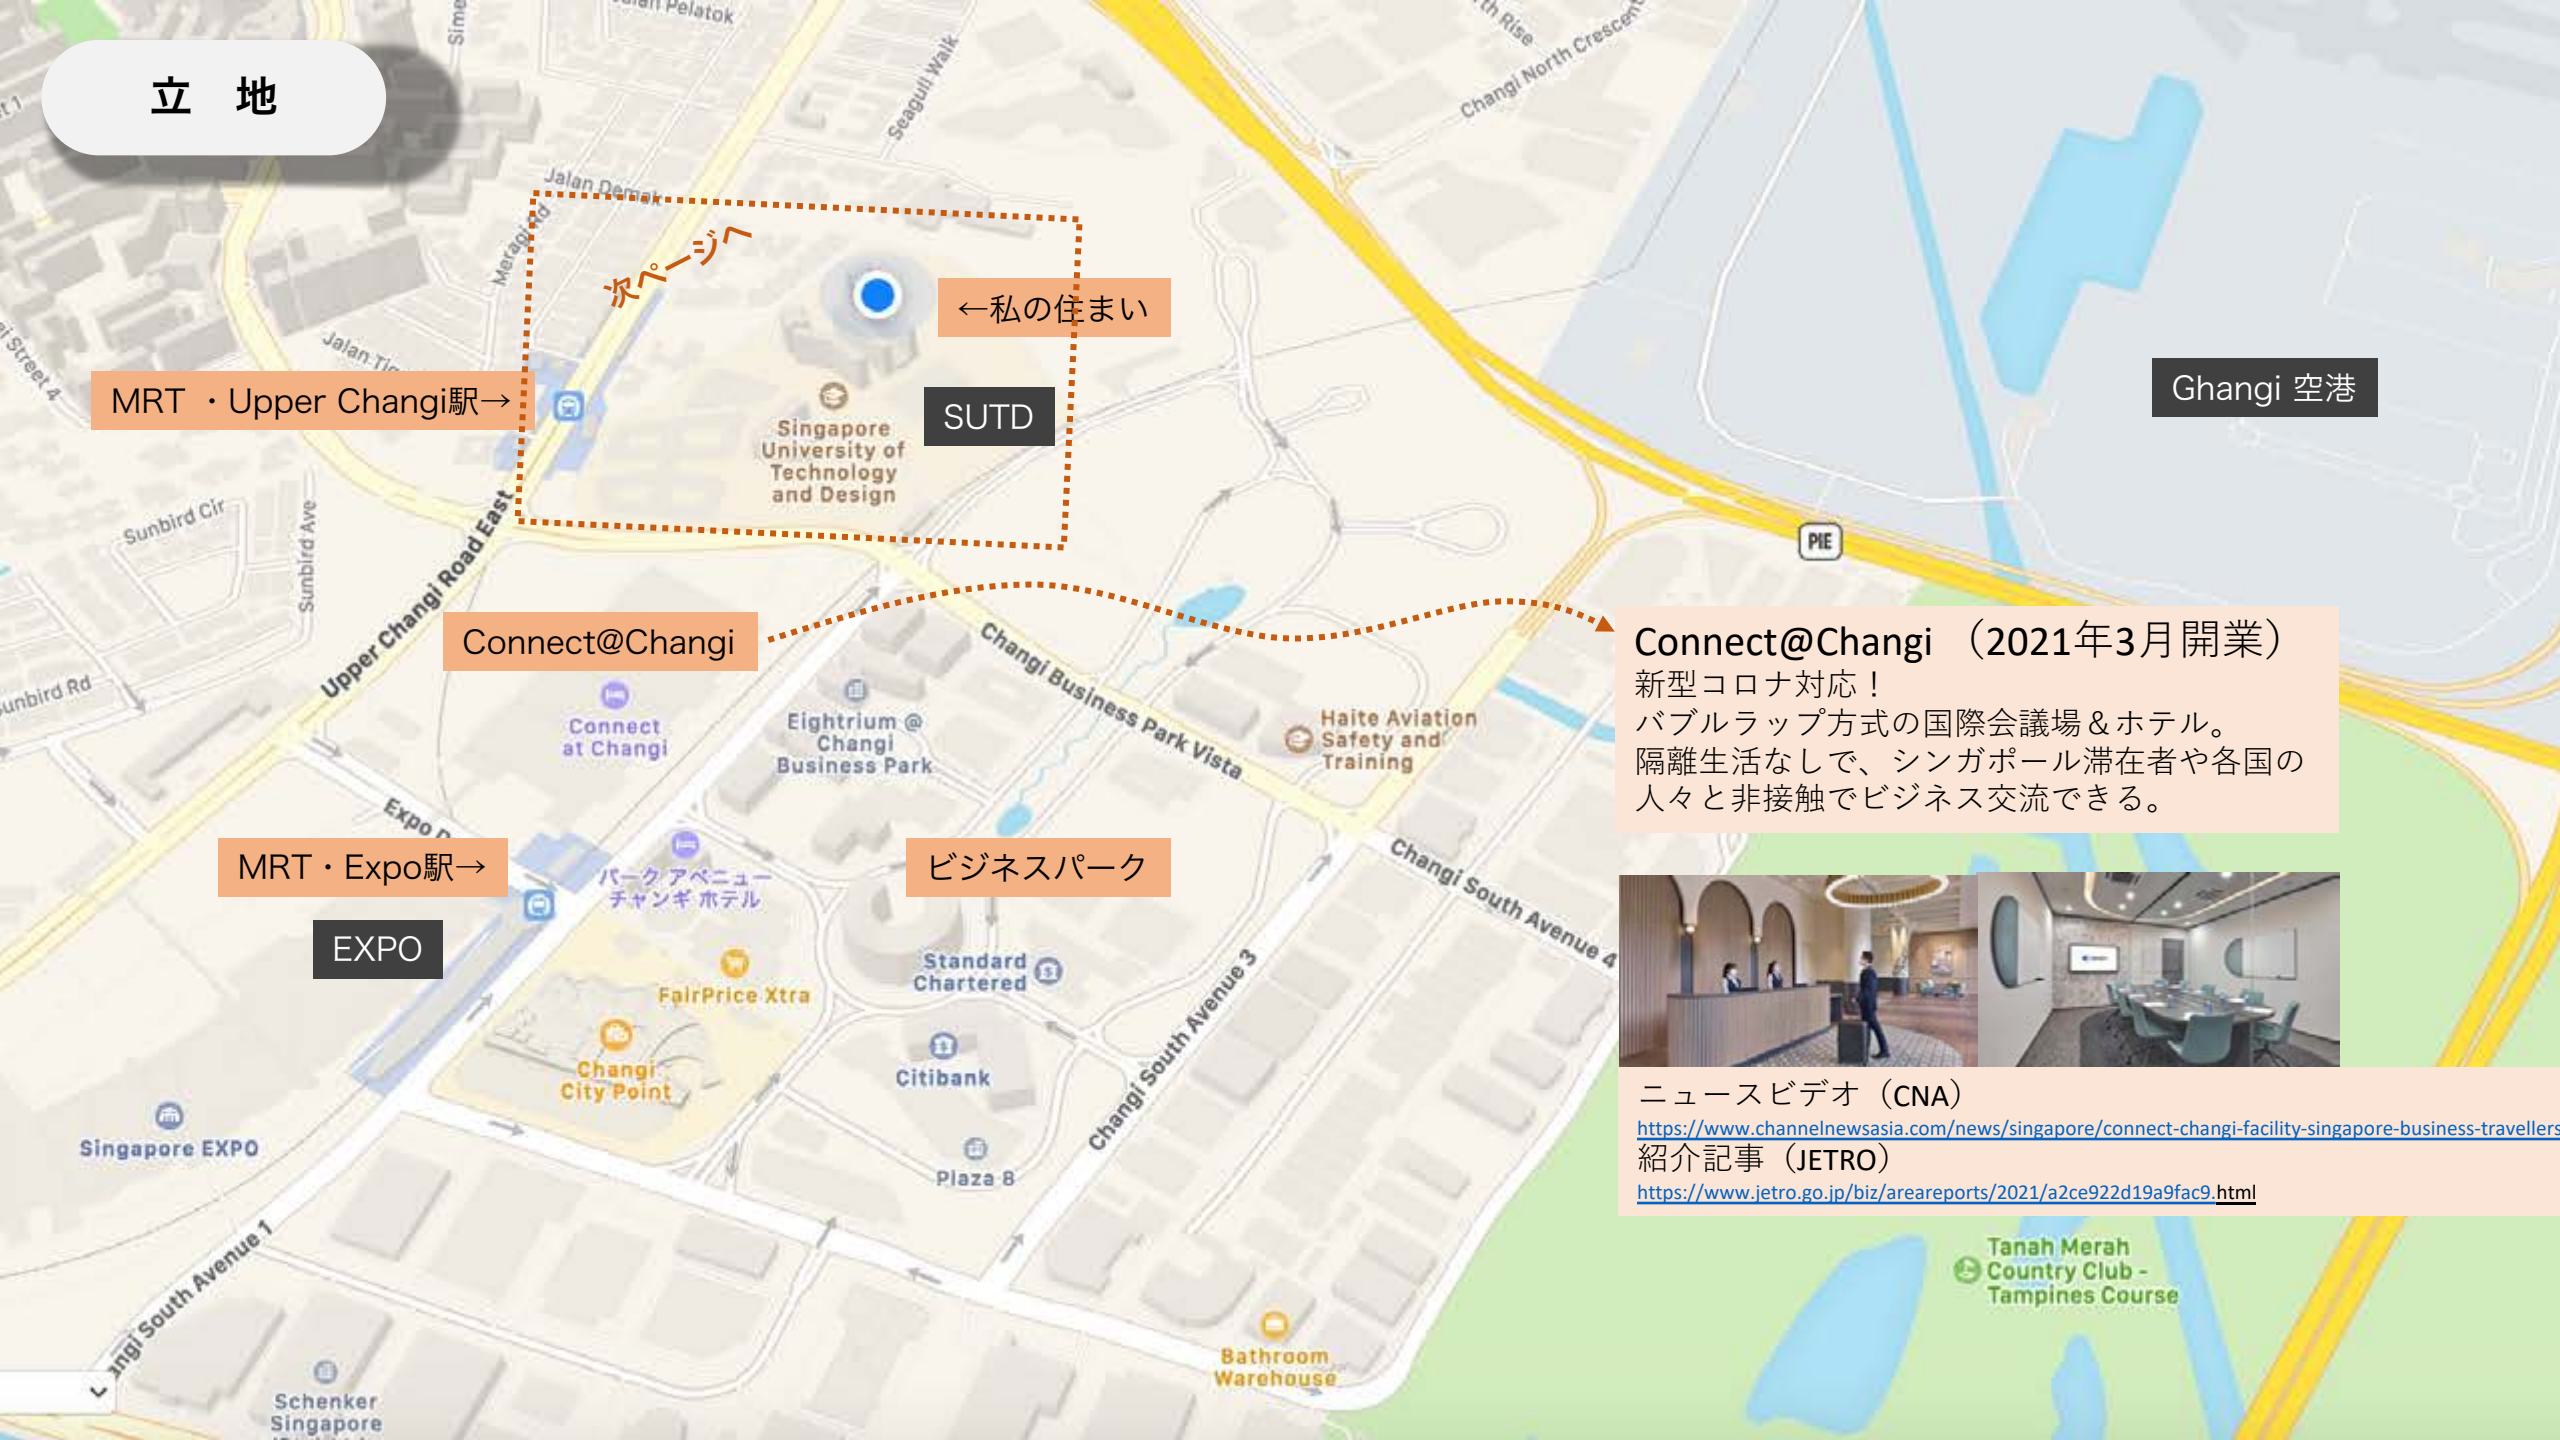 立 地
Jalan Pelatok
Seagull Walk
Changi North Crescent
Jalan Demak
Meragi Rd
次ページへ
←私の住まい
MRT ・Upper Changi駅→
SUTD
Ghangi 空港
Singapore
University of
Technology
and Design
Sunbird Cir
Sunbird Ave
Upper Changi Road East
PIE
Connect@Changi
Connect
at Changi
Eightrium @
Changi
Business Park
Changi Business Park Vista
Haite Aviation
Safety and
Training
Connect@Changi （2021年3月開業）
新型コロナ対応！
バブルラップ方式の国際会議場＆ホテル。
隔離生活なしで、シンガポール滞在者や各国の
人々と非接触でビジネス交流できる。
MRT・Expo駅→
EXPO
パーク アベニュー
チャンギ ホテル
ビジネスパーク
Changi South Avenue 4
FairPrice Xtra
Standard
Chartered
Changi
City Point
Citibank
Changi South Avenue 3
Singapore EXPO
Plaza 8
ニュースビデオ（CNA）
https://www.channelnewsasia.com/news/singapore/connect-changi-facility-singapore-business-travellers
紹介記事（JETRO）
https://www.jetro.go.jp/biz/areareports/2021/a2ce922d19a9fac9.html
Tanah Merah
Country Club -
Tampines Course
angi South Avenue 1
Bathroom
Warehouse
Schenker
Singapore